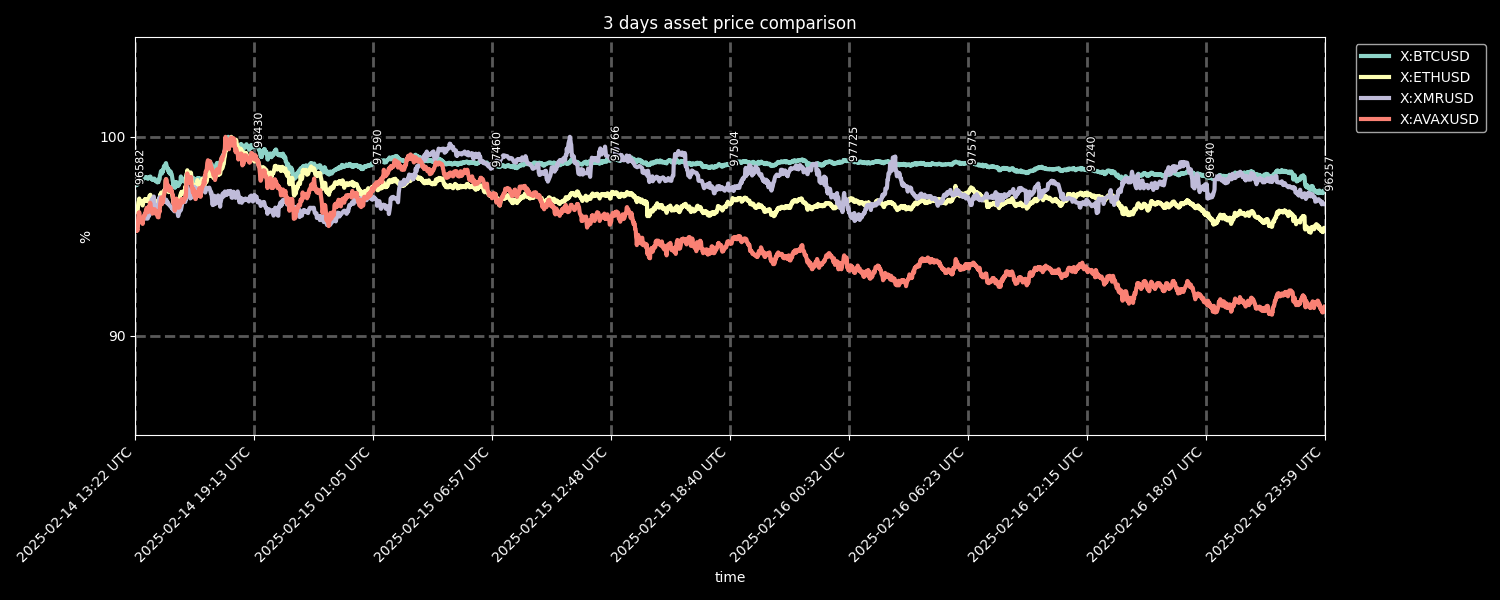 3 days asset price comparison
X:BTCUSD
X:ETHUSD
X:XMRUSD
X:AVAXUSD
%
100
90
96582
98430
97590
97460
97766
97504
97725
97575
97240
96940
96257
2025-02-14 13:22 UTC
2025-02-14 19:13 UTC
2025-02-15 01:05 UTC
2025-02-15 06:57 UTC
2025-02-15 12:48 UTC
2025-02-15 18:40 UTC
2025-02-16 00:32 UTC
2025-02-16 06:23 UTC
2025-02-16 12:15 UTC
2025-02-16 18:07 UTC
2025-02-16 23:59 UTC
time